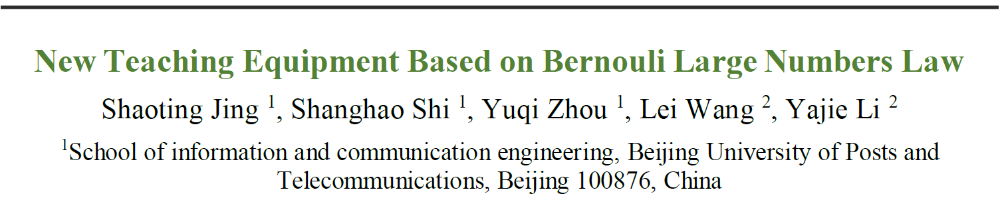 New Teaching Equipment Based on Bernouli Large Numbers Law
Shaoting Jing 1, Shanghao Shi 1, Yuqi Zhou 1, Lei Wang 2, Yajie Li 2
1School of information and communication engineering, Beijing University of Posts and
Telecommunications, Beijing 100876, China